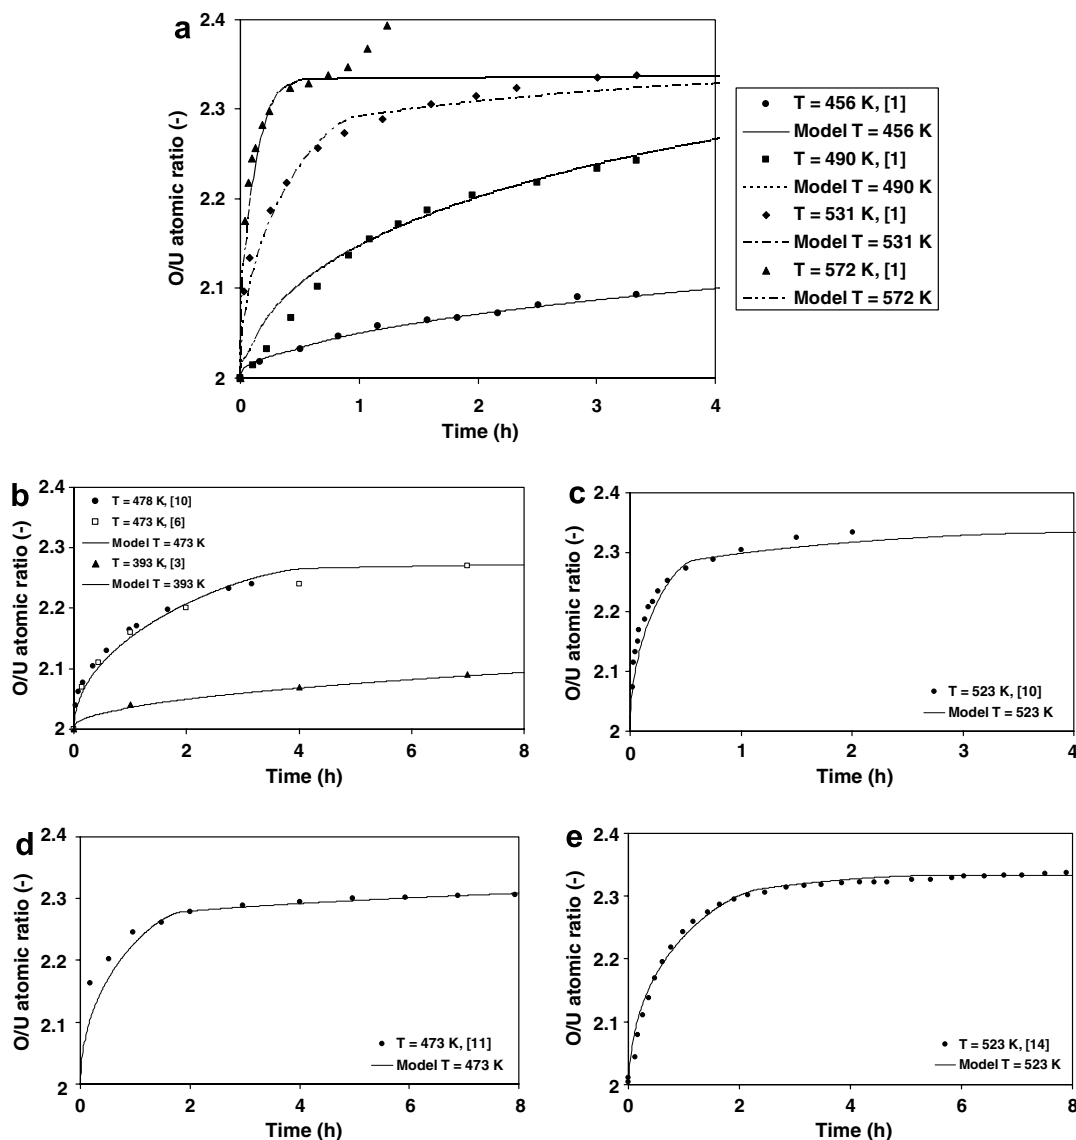 a
2.4
2.3
2.2
2.1
2
O/U atomic ratio (-)
0 1 2 3 4
Time (h)
T = 456 K, [1]
Model T = 456 K
T = 490 K, [1]
Model T = 490 K
T = 531 K, [1]
Model T = 531 K
T = 572 K, [1]
Model T = 572 K
b
2.4
2.3
2.2
2.1
2
O/U atomic ratio (-)
0 2 4 6 8
Time (h)
T = 478 K, [10]
T = 473 K, [6]
Model T = 473 K
T = 393 K, [3]
Model T = 393 K
c
2.4
2.3
2.2
2.1
2
O/U atomic ratio (-)
0 1 2 3 4
Time (h)
T = 523 K, [10]
Model T = 523 K
d
2.4
2.3
2.2
2.1
2
O/U atomic ratio (-)
0 2 4 6 8
Time (h)
T = 473 K, [11]
Model T = 473 K
e
2.4
2.3
2.2
2.1
2
O/U atomic ratio (-)
0 2 4 6 8
Time (h)
T = 523 K, [14]
Model T = 523 K